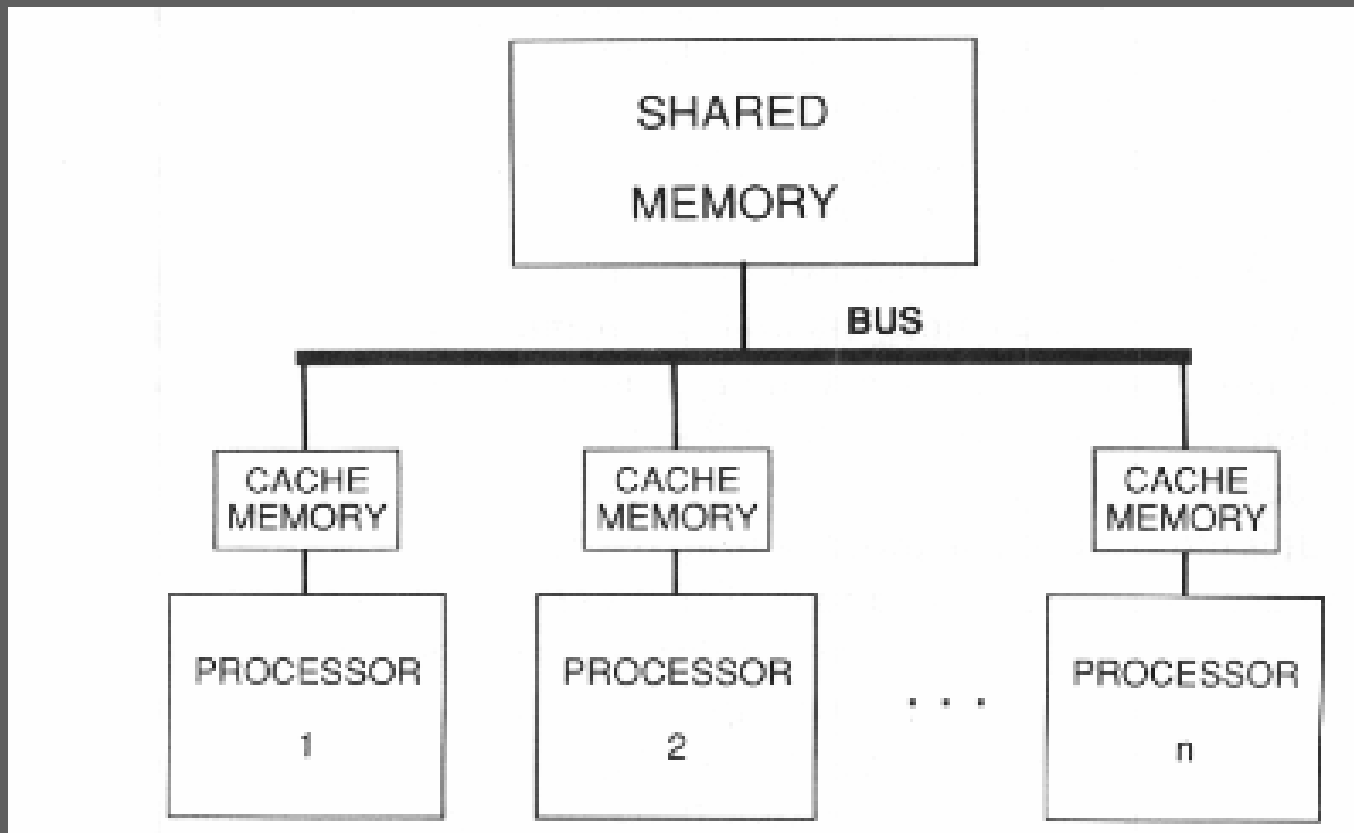 SHARED
MEMORY
BUS
CACHE
MEMORY
CACHE
MEMORY
CACHE
MEMORY
PROCESSOR
1
PROCESSOR
2
. . .
PROCESSOR
n